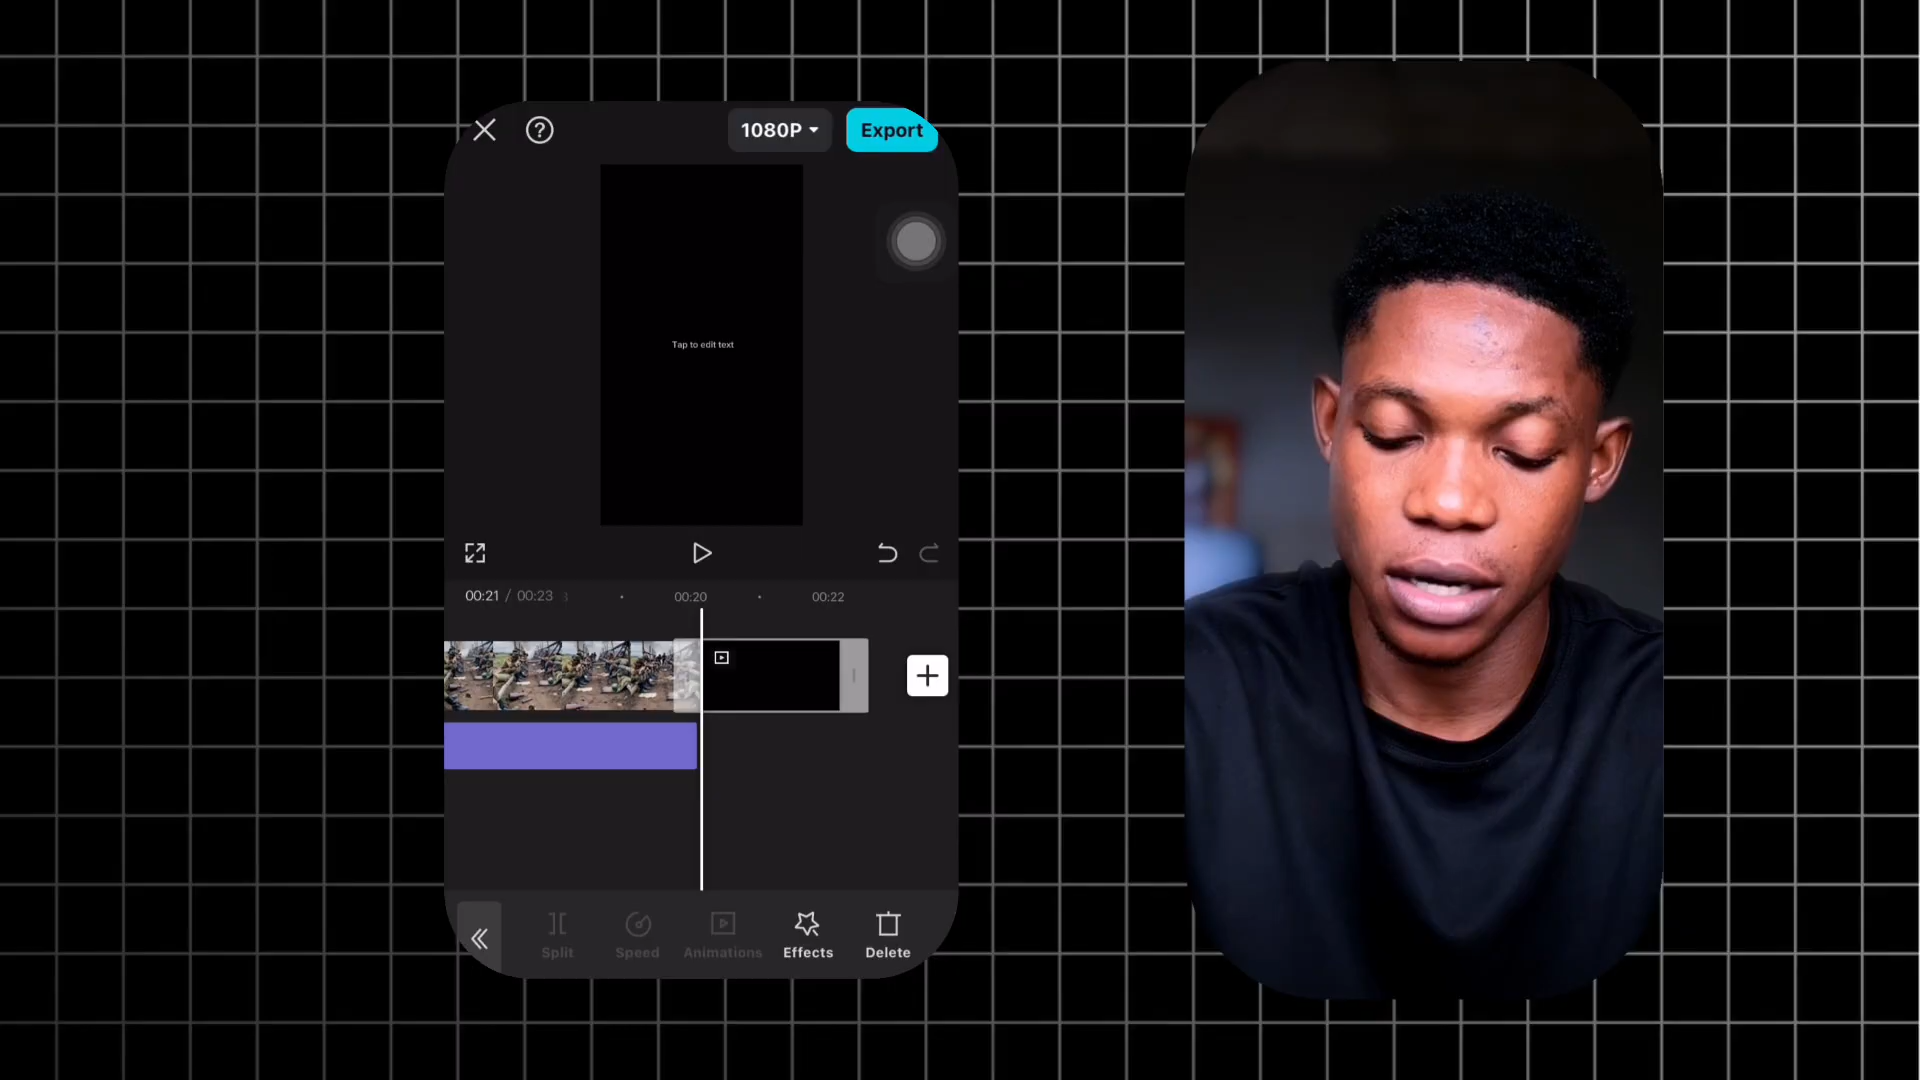 1080P
Export
Tap to edit text
00:21 / 00:23
00:20
00:22
Split
Speed
Animations
Effects
Delete